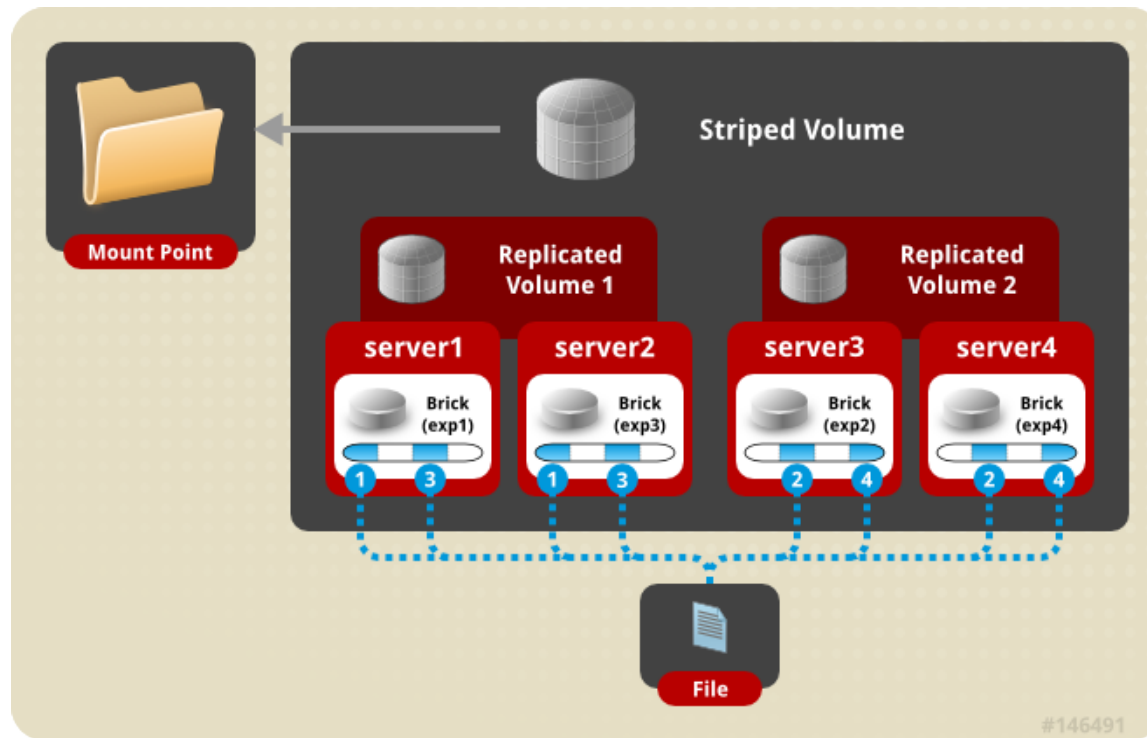 Striped Volume
Mount Point
Replicated
Volume 1
Replicated
Volume 2
server1
server2
server3
server4
Brick
(exp1)
Brick
(exp3)
Brick
(exp2)
Brick
(exp4)
1
3
1
3
2
4
2
4
File
#146491